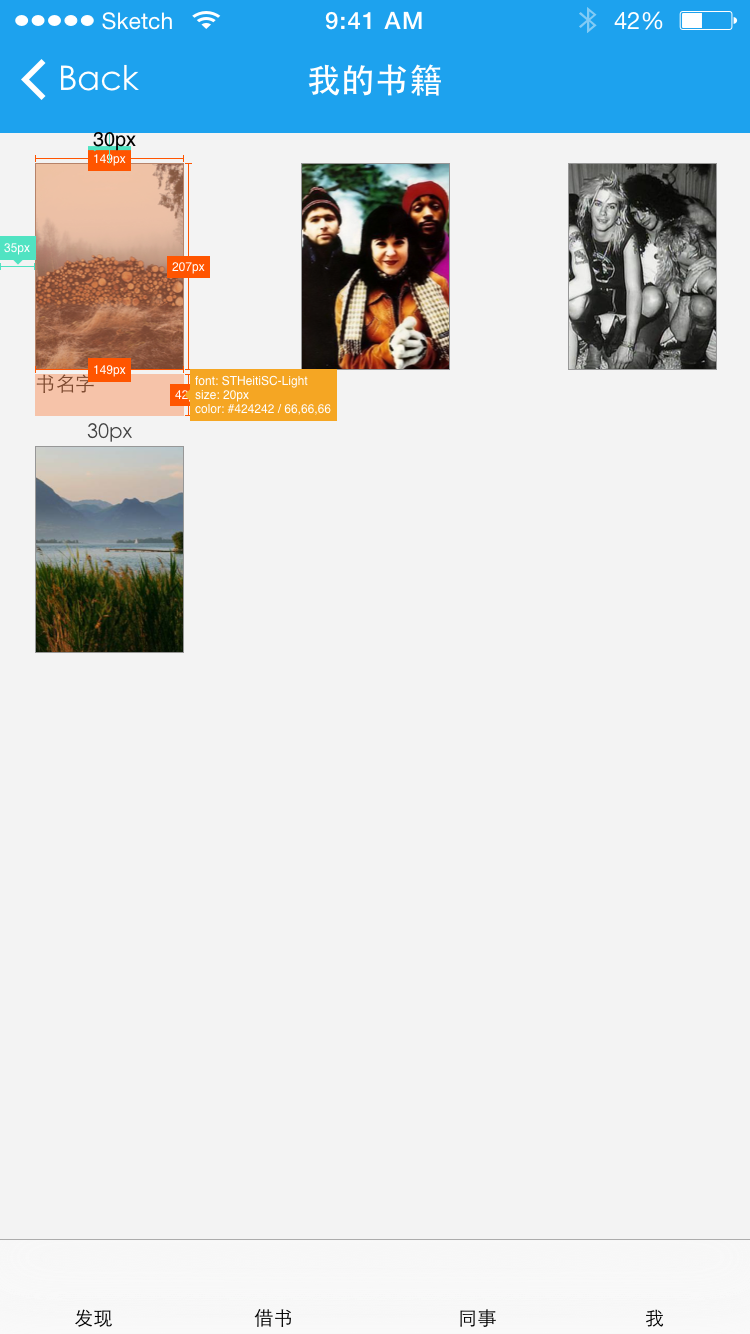 Sketch 9:41 AM 42%
Back 我的书籍
30px
149px
35px
207px
149px
书名字
42
font: STHeitiSC-Light
size: 20px
color: #424242 / 66,66,66
30px
发现 借书 同事 我